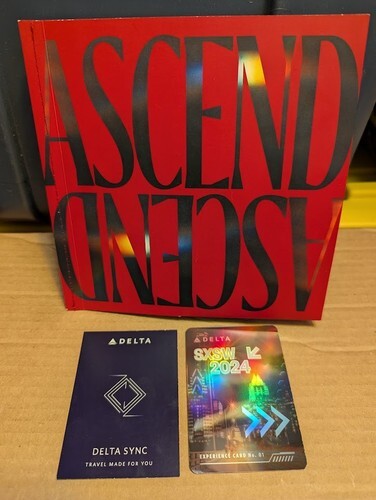 ASCEND
ASCEND
DELTA
DELTA SYNC
TRAVEL MADE FOR YOU
DELTA
SXSW
2024
EXPERIENCE CARD No. 01